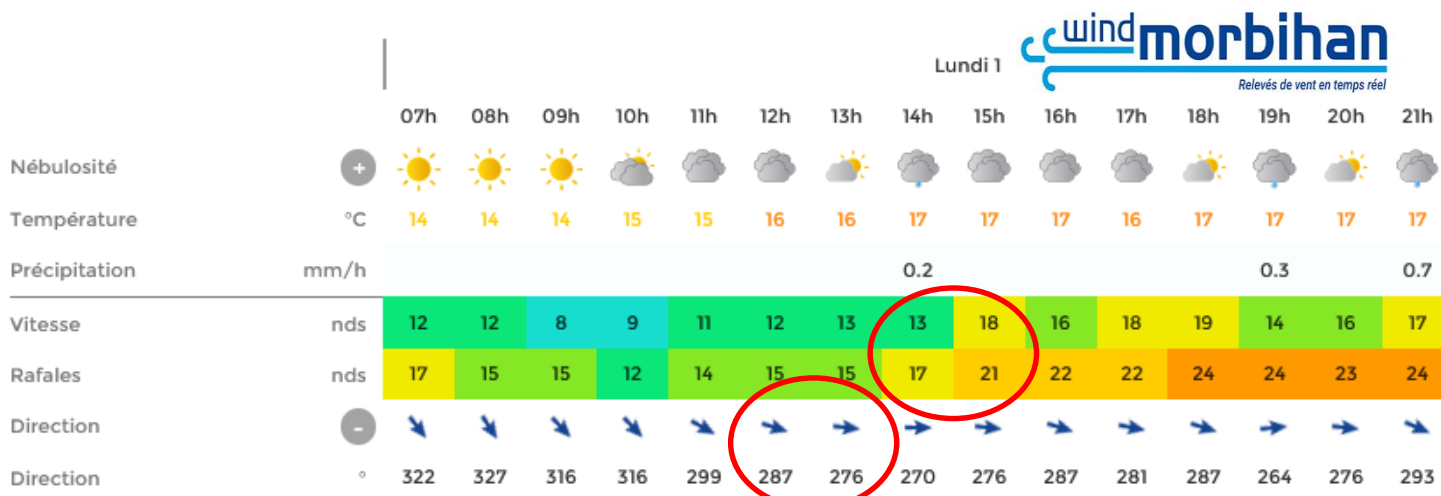 wind morbihan
Lundi 1
Relevés de vent en temps réel
07h 08h 09h 10h 11h 12h 13h 14h 15h 16h 17h 18h 19h 20h 21h
Nébulosité +
Température °C 14 14 14 15 15 16 16 17 17 17 16 17 17 17 17
Précipitation mm/h 0.2 0.3 0.7
Vitesse nds 12 12 8 9 11 12 13 13 18 16 18 19 14 16 17
Rafales nds 17 15 15 12 14 15 15 17 21 22 22 24 24 23 24
Direction -
Direction ° 322 327 316 316 299 287 276 270 276 287 281 287 264 276 293